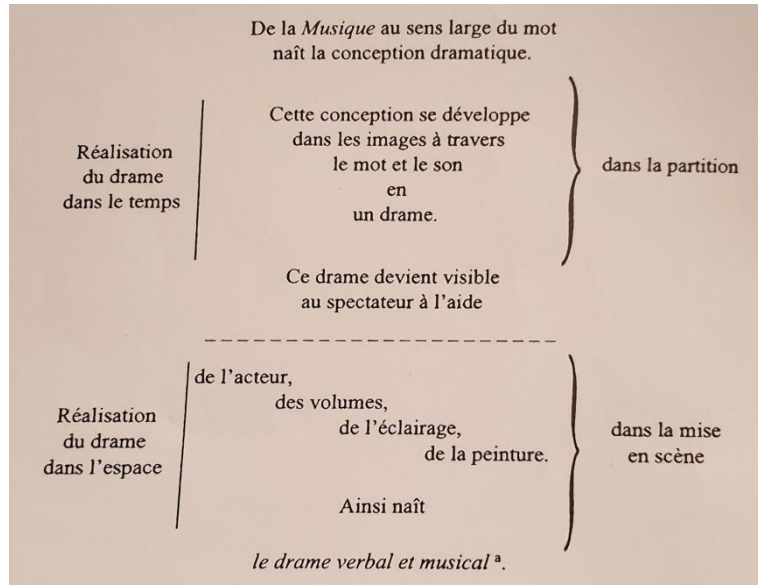 De la Musique au sens large du mot
naît la conception dramatique.
Réalisation
du drame
dans le temps
Cette conception se développe
dans les images à travers
le mot et le son
en
un drame.
dans la partition
Ce drame devient visible
au spectateur à l'aide
Réalisation
du drame
dans l'espace
de l'acteur,
des volumes,
de l'éclairage,
de la peinture.
dans la mise
en scène
Ainsi naît
le drame verbal et musical ª.